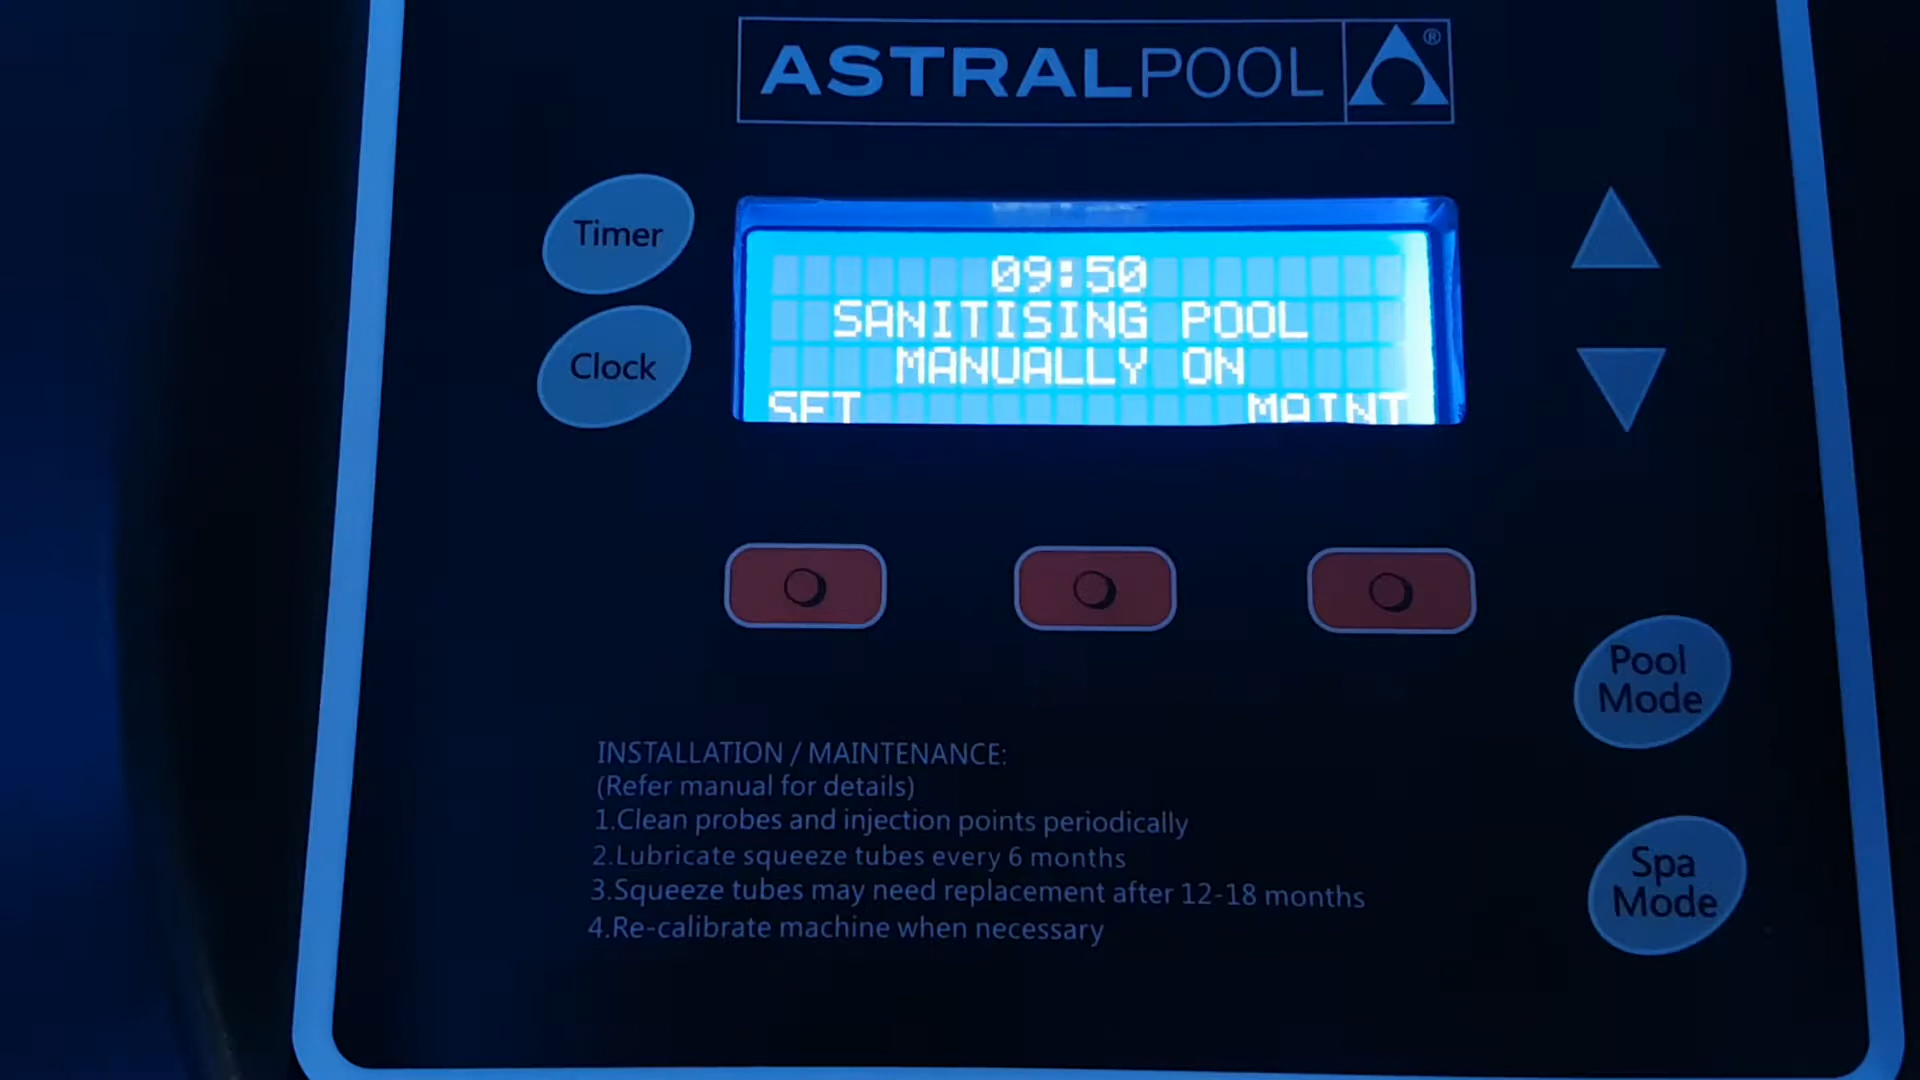 ASTRALPOOL ®
Timer
Clock
09:50
SANITISING POOL
MANUALLY ON
SET MAINT
Pool
Mode
INSTALLATION / MAINTENANCE:
(Refer manual for details)
1.Clean probes and injection points periodically
2.Lubricate squeeze tubes every 6 months
3.Squeeze tubes may need replacement after 12-18 months
4.Re-calibrate machine when necessary
Spa
Mode